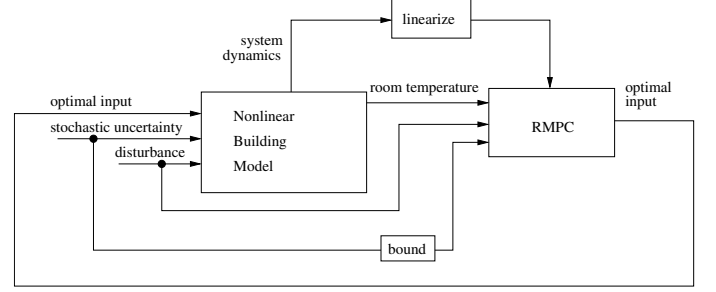 linearize
system
dynamics
room temperature
optimal
input
optimal input
Nonlinear
stochastic uncertainty
RMPC
Building
disturbance
Model
bound